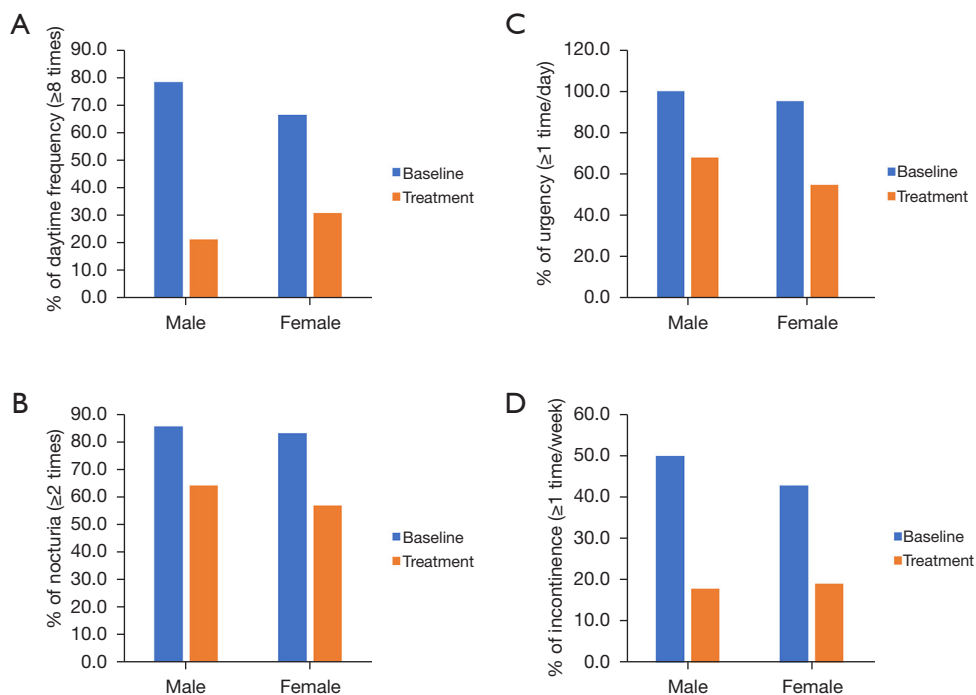 A
% of daytime frequency (≥8 times)
90.0
80.0
70.0
60.0
50.0
40.0
30.0
20.0
10.0
0.0
Male
Female
Baseline
Treatment
C
% of urgency (≥1 time/day)
120.0
100.0
80.0
60.0
40.0
20.0
0.0
Male
Female
Baseline
Treatment
B
% of nocturia (≥2 times)
90.0
80.0
70.0
60.0
50.0
40.0
30.0
20.0
10.0
0.0
Male
Female
Baseline
Treatment
D
% of incontinence (≥1 time/week)
60.0
50.0
40.0
30.0
20.0
10.0
0.0
Male
Female
Baseline
Treatment